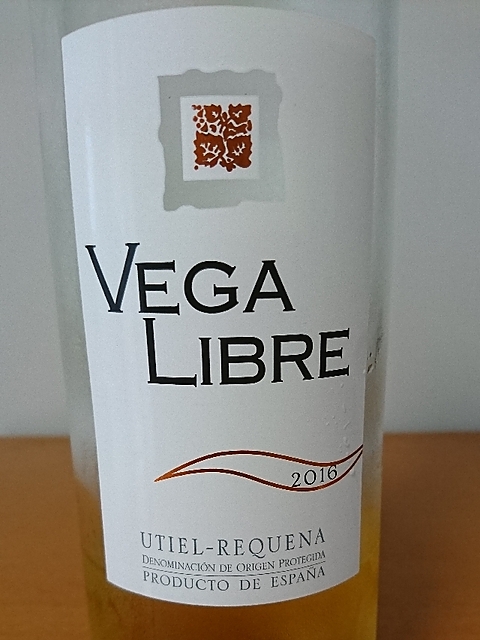 VEGA
LIBRE
2016
UTIEL-REQUENA
DENOMINACIÓN DE ORIGEN PROTEGIDA
PRODUCTO DE ESPAÑA